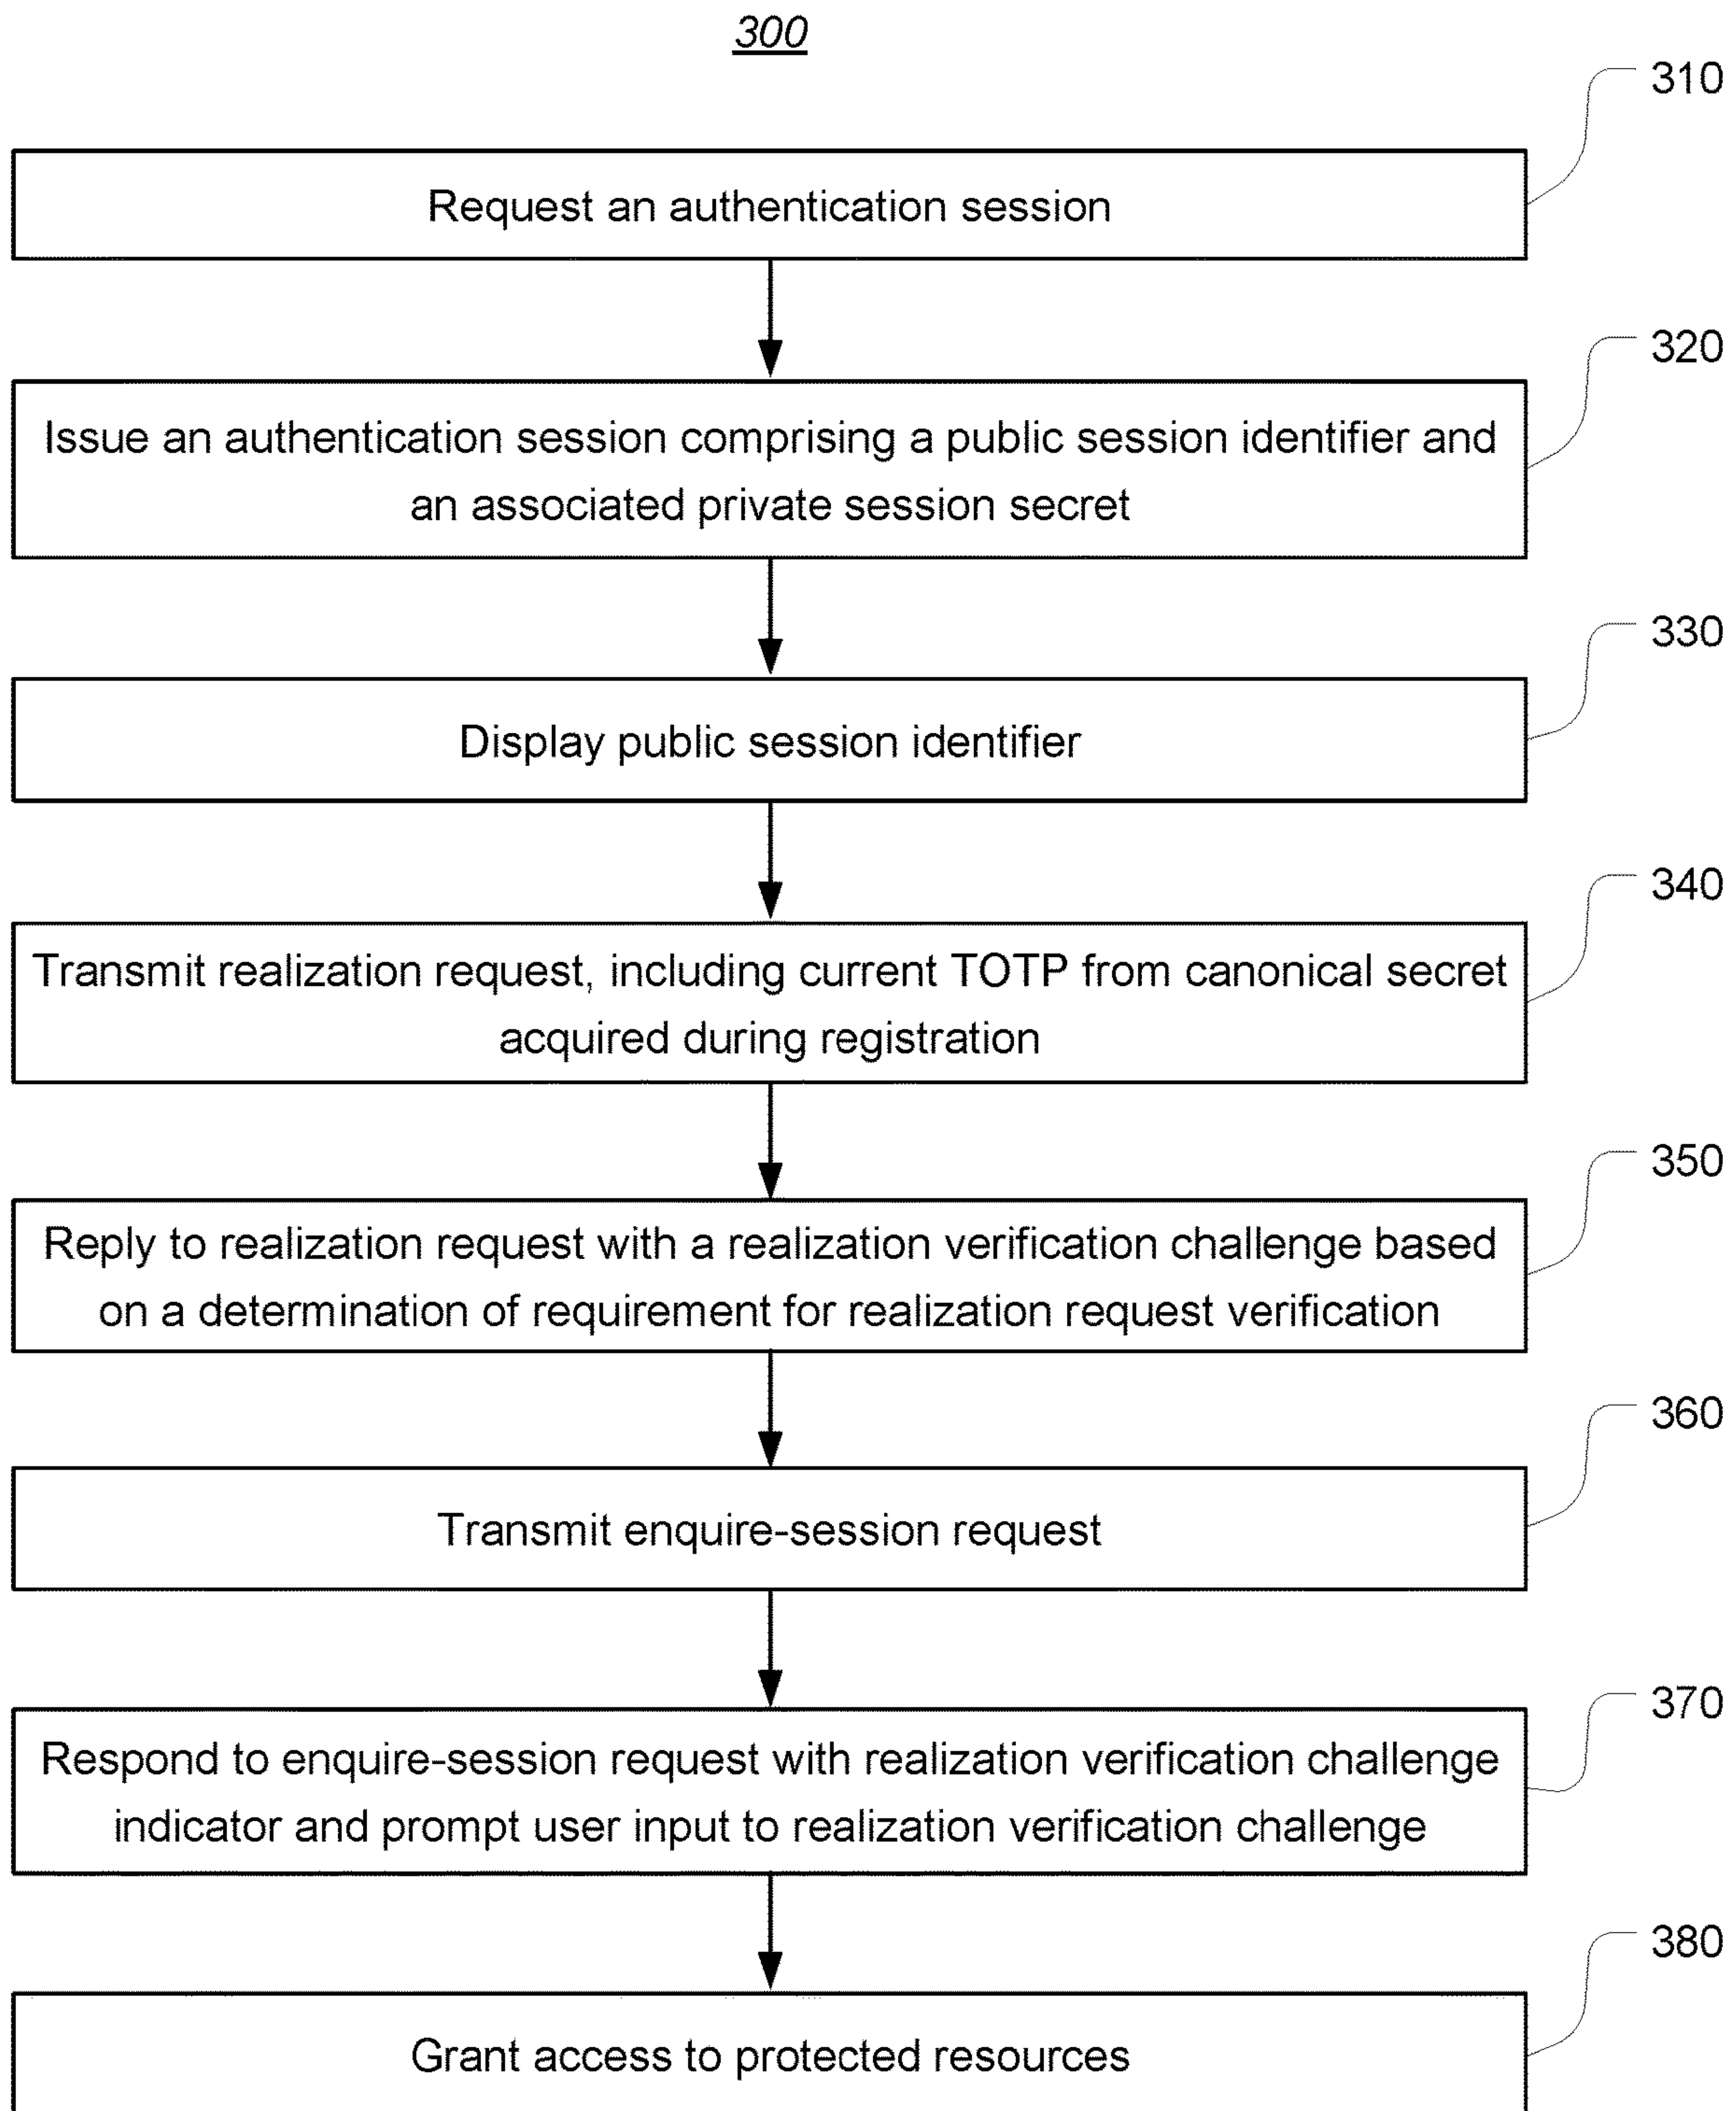 300
310
Request an authentication session
320
Issue an authentication session comprising a public session identifier and
an associated private session secret
330
Display public session identifier
340
Transmit realization request, including current TOTP from canonical secret
acquired during registration
350
Reply to realization request with a realization verification challenge based
on a determination of requirement for realization request verification
360
Transmit enquire-session request
370
Respond to enquire-session request with realization verification challenge
indicator and prompt user input to realization verification challenge
380
Grant access to protected resources